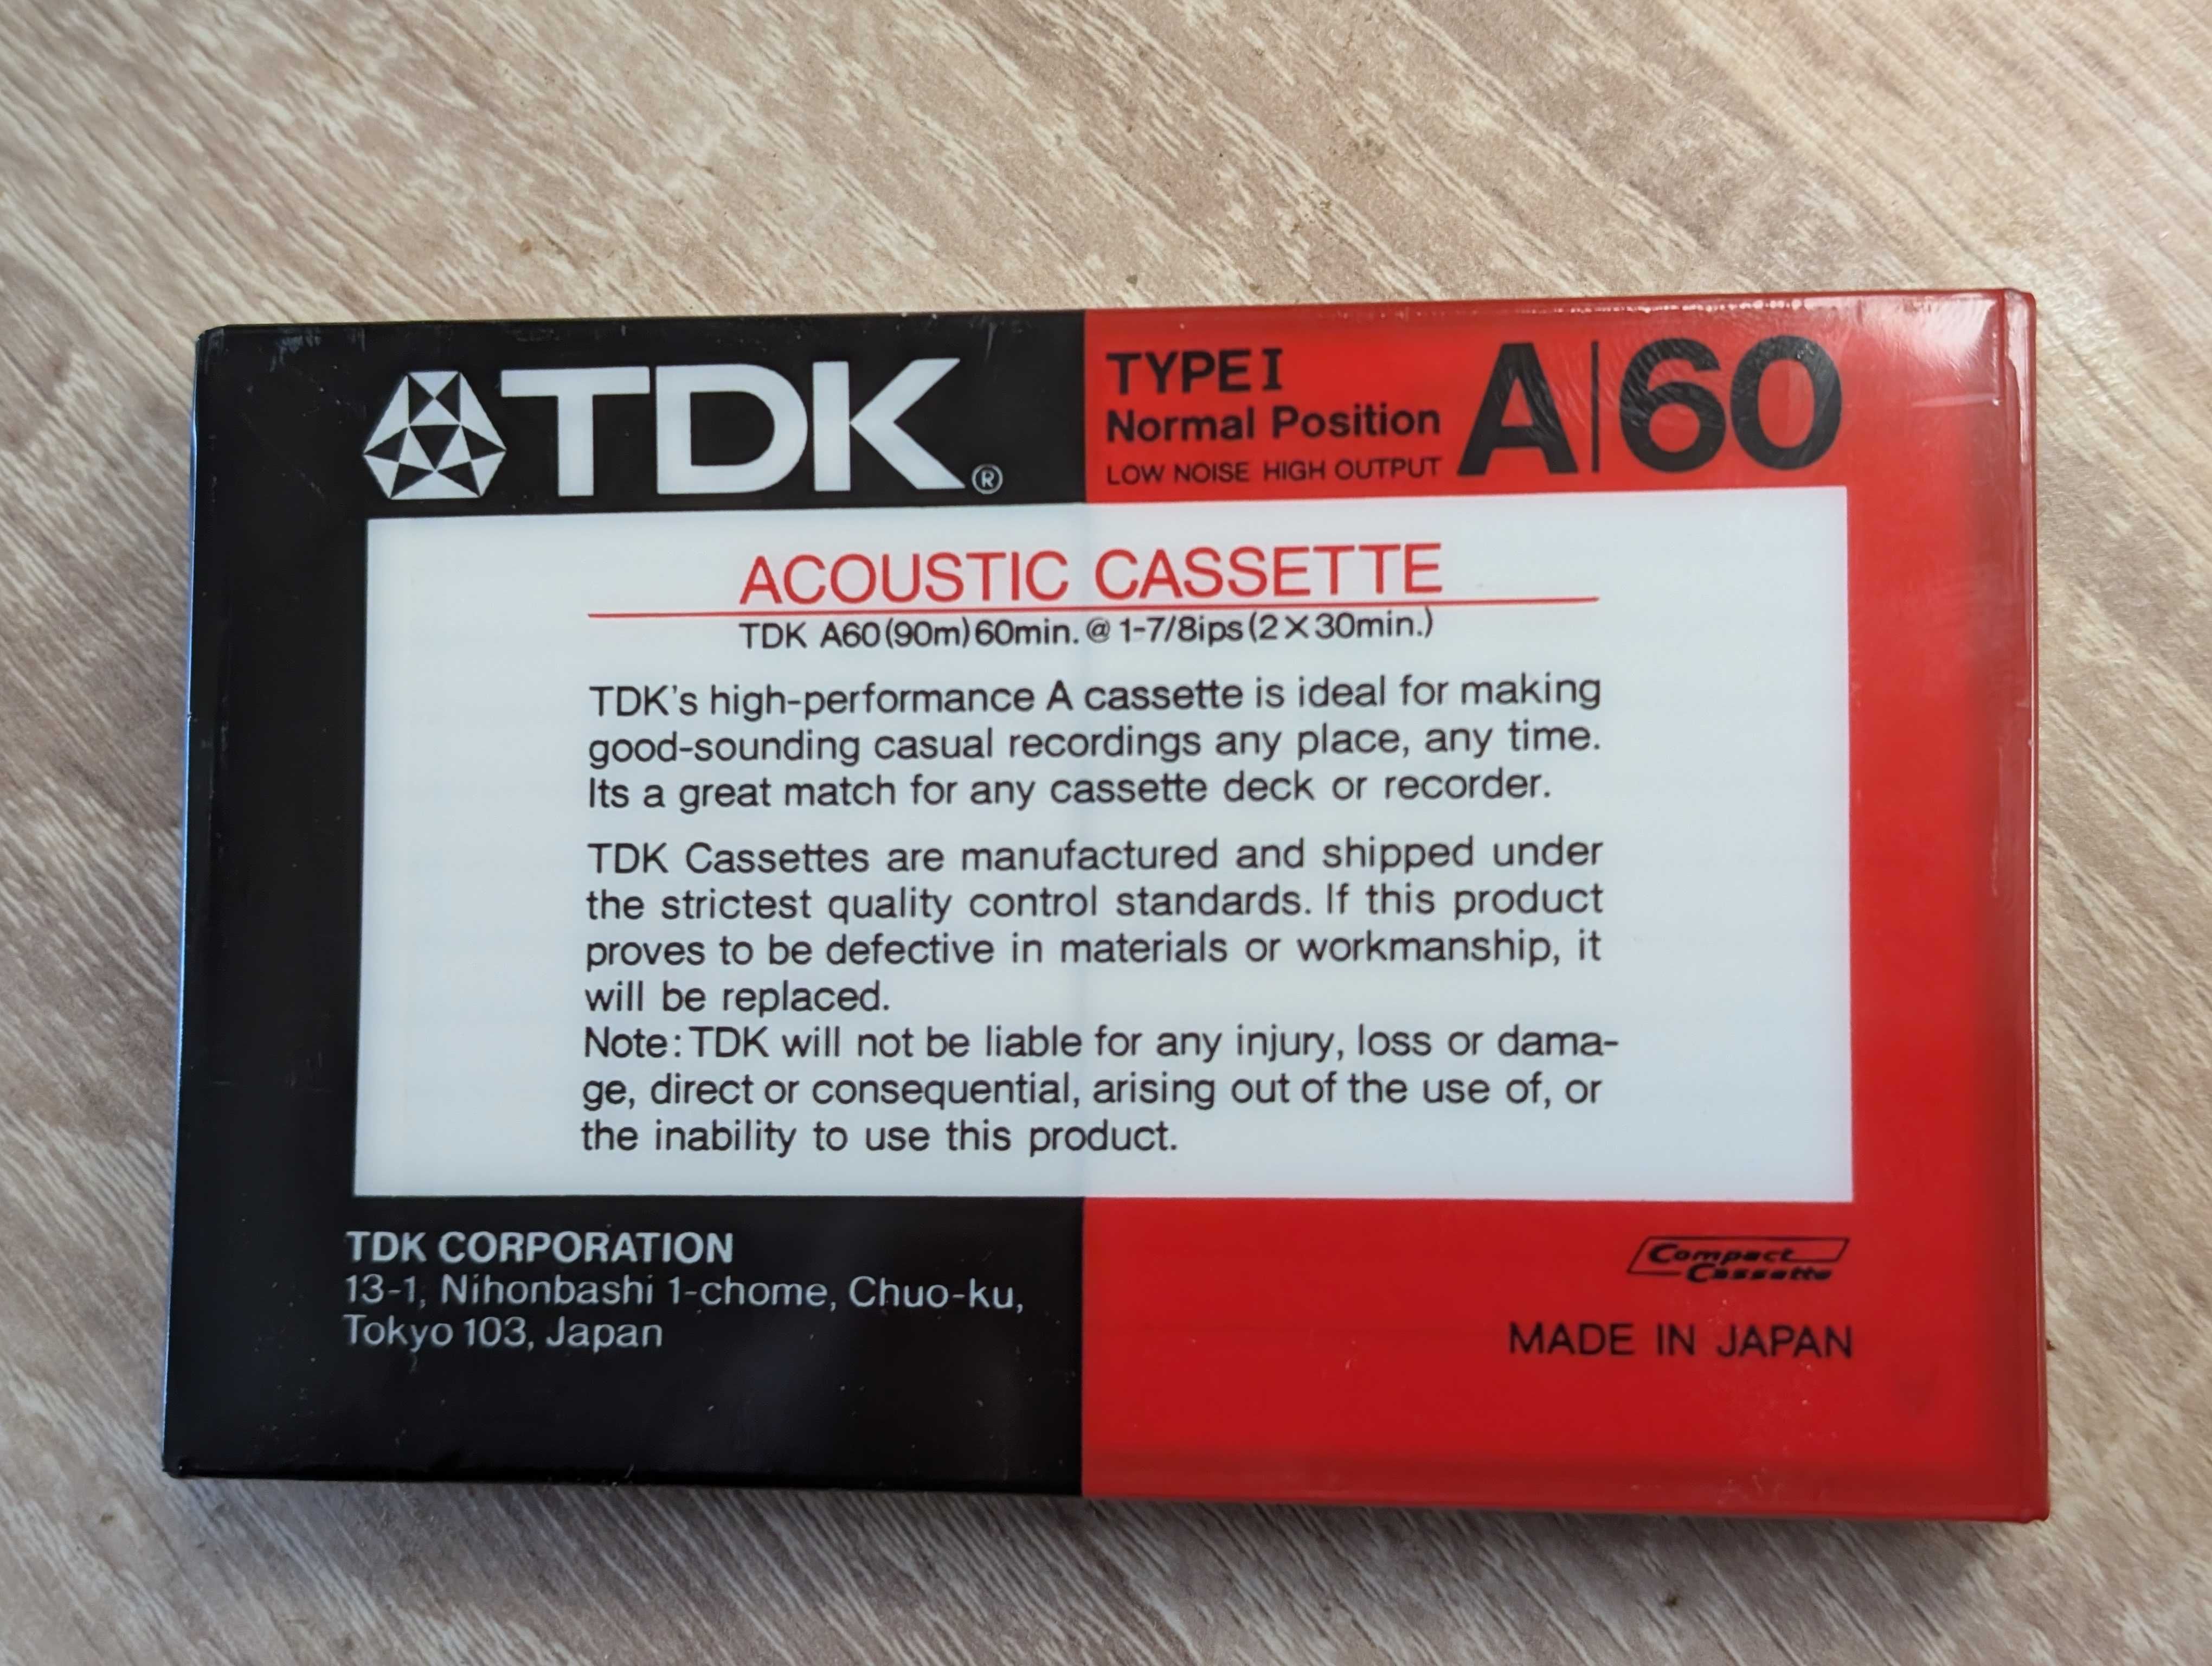 TDK®
TYPE I
Normal Position
LOW NOISE HIGH OUTPUT
A|60
ACOUSTIC CASSETTE
TDK A60(90m)60min.@1-7/8ips(2×30min.)
TDK's high-performance A cassette is ideal for making
good-sounding casual recordings any place, any time.
Its a great match for any cassette deck or recorder.
TDK Cassettes are manufactured and shipped under
the strictest quality control standards. If this product
proves to be defective in materials or workmanship, it
will be replaced.
Note: TDK will not be liable for any injury, loss or dama-
ge, direct or consequential, arising out of the use of, or
the inability to use this product.
TDK CORPORATION
13-1, Nihonbashi 1-chome, Chuo-ku,
Tokyo 103, Japan
Compact
Cassette
MADE IN JAPAN